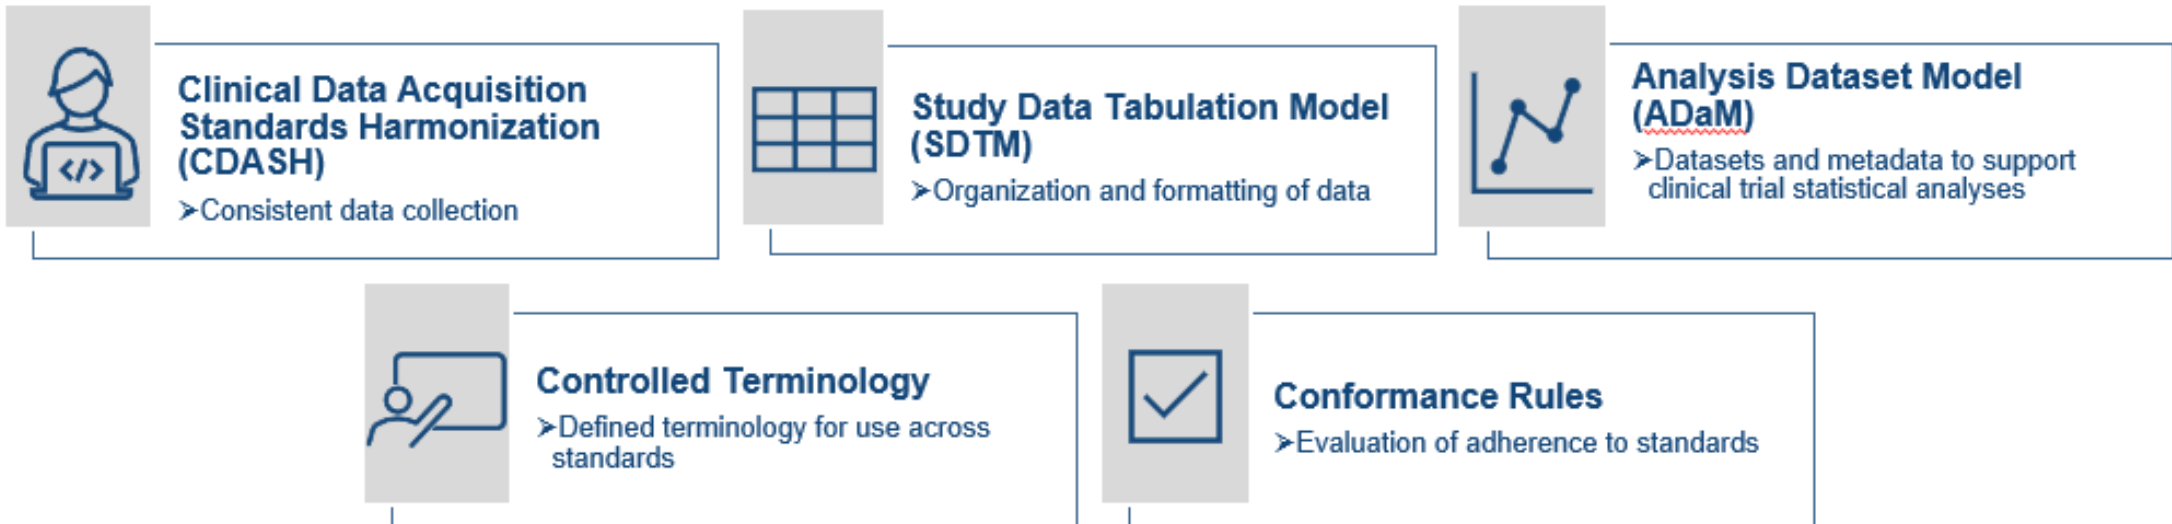 Clinical Data Acquisition
Standards Harmonization
(CDASH)
➢Consistent data collection
Study Data Tabulation Model
(SDTM)
➢Organization and formatting of data
Analysis Dataset Model
(ADaM)
➢Datasets and metadata to support
clinical trial statistical analyses
Controlled Terminology
➢Defined terminology for use across
standards
Conformance Rules
➢Evaluation of adherence to standards